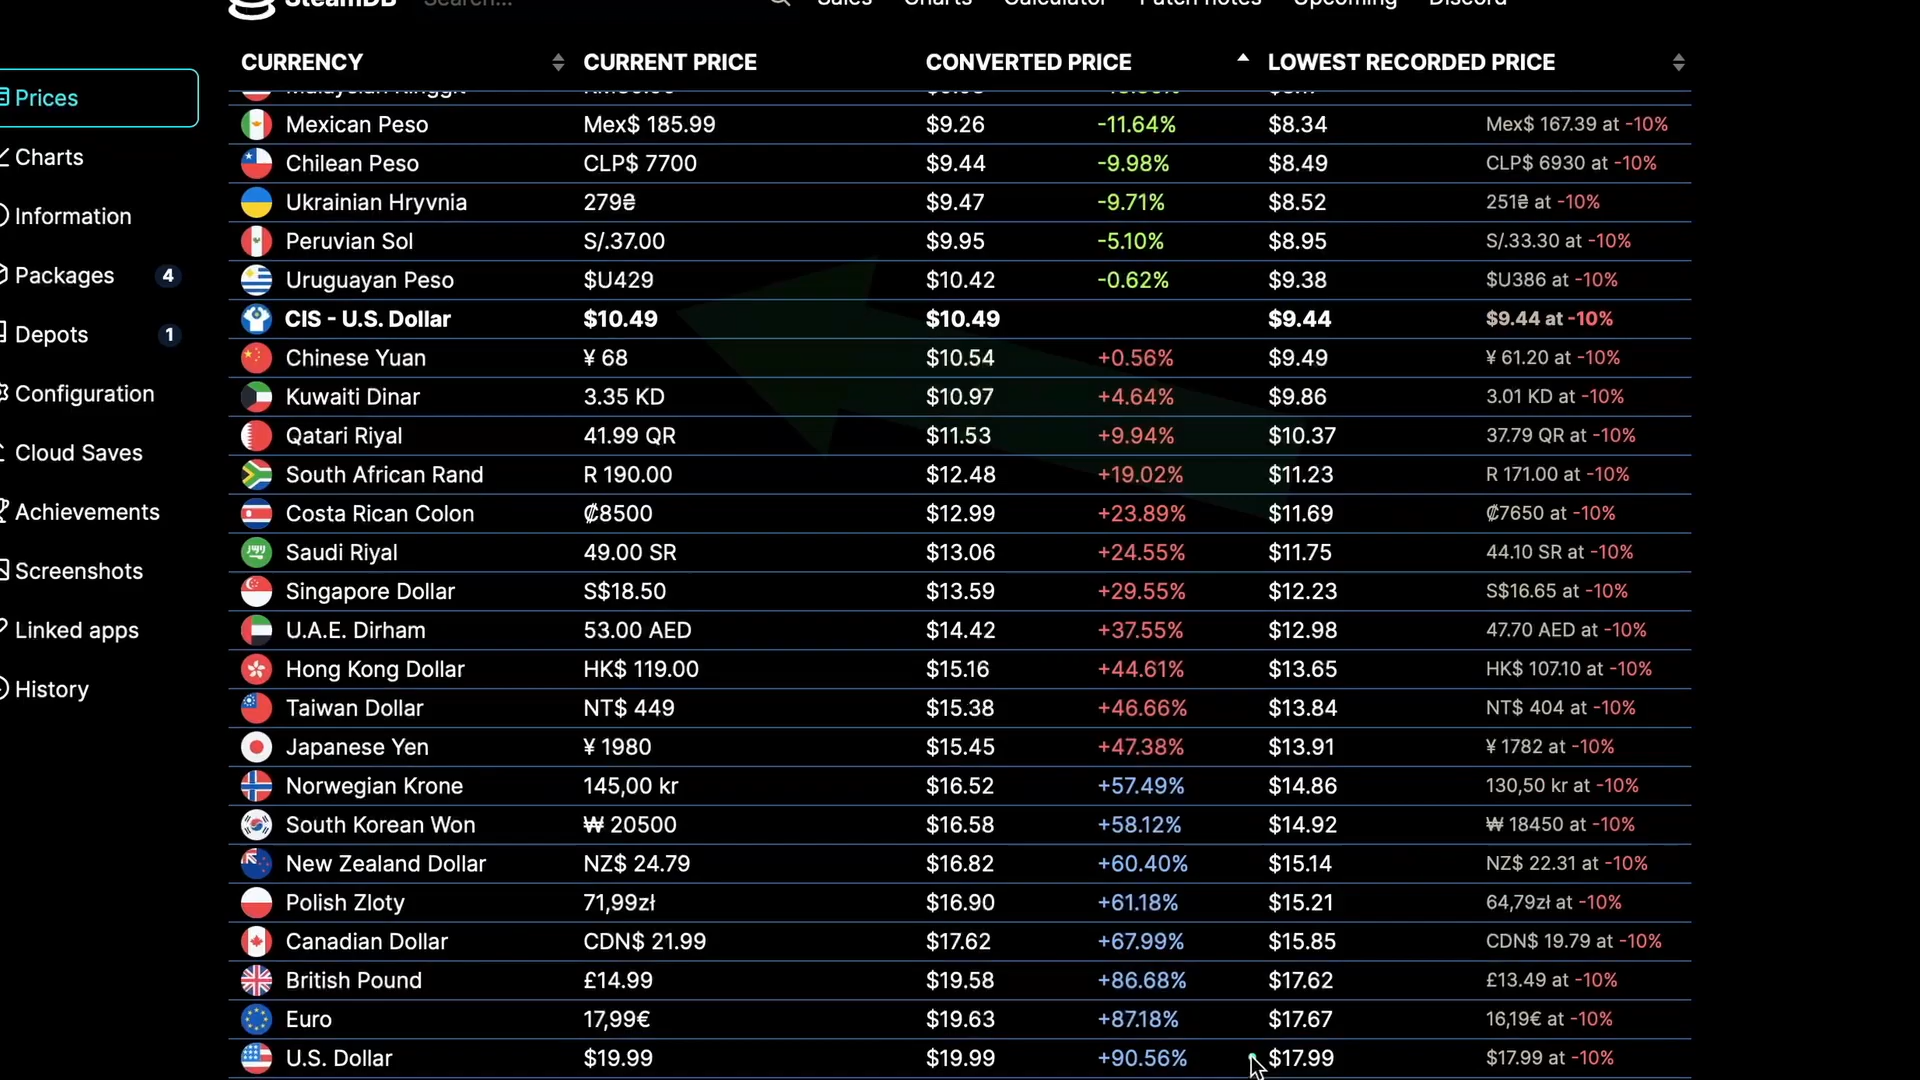 SteamDB Search... Sales Charts Calculator Patch notes Upcoming Discord
CURRENCY CURRENT PRICE CONVERTED PRICE LOWEST RECORDED PRICE
Malaysian Ringgit
Mexican Peso Mex$ 185.99 $9.26 -11.64% $8.34 Mex$ 167.39 at -10%
Chilean Peso CLP$ 7700 $9.44 -9.98% $8.49 CLP$ 6930 at -10%
Ukrainian Hryvnia 279₴ $9.47 -9.71% $8.52 251₴ at -10%
Peruvian Sol S/.37.00 $9.95 -5.10% $8.95 S/.33.30 at -10%
Uruguayan Peso $U429 $10.42 -0.62% $9.38 $U386 at -10%
CIS - U.S. Dollar $10.49 $10.49 $9.44 $9.44 at -10%
Chinese Yuan ¥ 68 $10.54 +0.56% $9.49 ¥ 61.20 at -10%
Kuwaiti Dinar 3.35 KD $10.97 +4.64% $9.86 3.01 KD at -10%
Qatari Riyal 41.99 QR $11.53 +9.94% $10.37 37.79 QR at -10%
South African Rand R 190.00 $12.48 +19.02% $11.23 R 171.00 at -10%
Costa Rican Colon ₡8500 $12.99 +23.89% $11.69 ₡7650 at -10%
Saudi Riyal 49.00 SR $13.06 +24.55% $11.75 44.10 SR at -10%
Singapore Dollar S$18.50 $13.59 +29.55% $12.23 S$16.65 at -10%
U.A.E. Dirham 53.00 AED $14.42 +37.55% $12.98 47.70 AED at -10%
Hong Kong Dollar HK$ 119.00 $15.16 +44.61% $13.65 HK$ 107.10 at -10%
Taiwan Dollar NT$ 449 $15.38 +46.66% $13.84 NT$ 404 at -10%
Japanese Yen ¥ 1980 $15.45 +47.38% $13.91 ¥ 1782 at -10%
Norwegian Krone 145,00 kr $16.52 +57.49% $14.86 130,50 kr at -10%
South Korean Won ₩ 20500 $16.58 +58.12% $14.92 ₩ 18450 at -10%
New Zealand Dollar NZ$ 24.79 $16.82 +60.40% $15.14 NZ$ 22.31 at -10%
Polish Zloty 71,99zł $16.90 +61.18% $15.21 64,79zł at -10%
Canadian Dollar CDN$ 21.99 $17.62 +67.99% $15.85 CDN$ 19.79 at -10%
British Pound £14.99 $19.58 +86.68% $17.62 £13.49 at -10%
Euro 17,99€ $19.63 +87.18% $17.67 16,19€ at -10%
U.S. Dollar $19.99 $19.99 +90.56% $17.99 $17.99 at -10%
Prices
Charts
Information
Packages 4
Depots 1
Configuration
Cloud Saves
Achievements
Screenshots
Linked apps
History